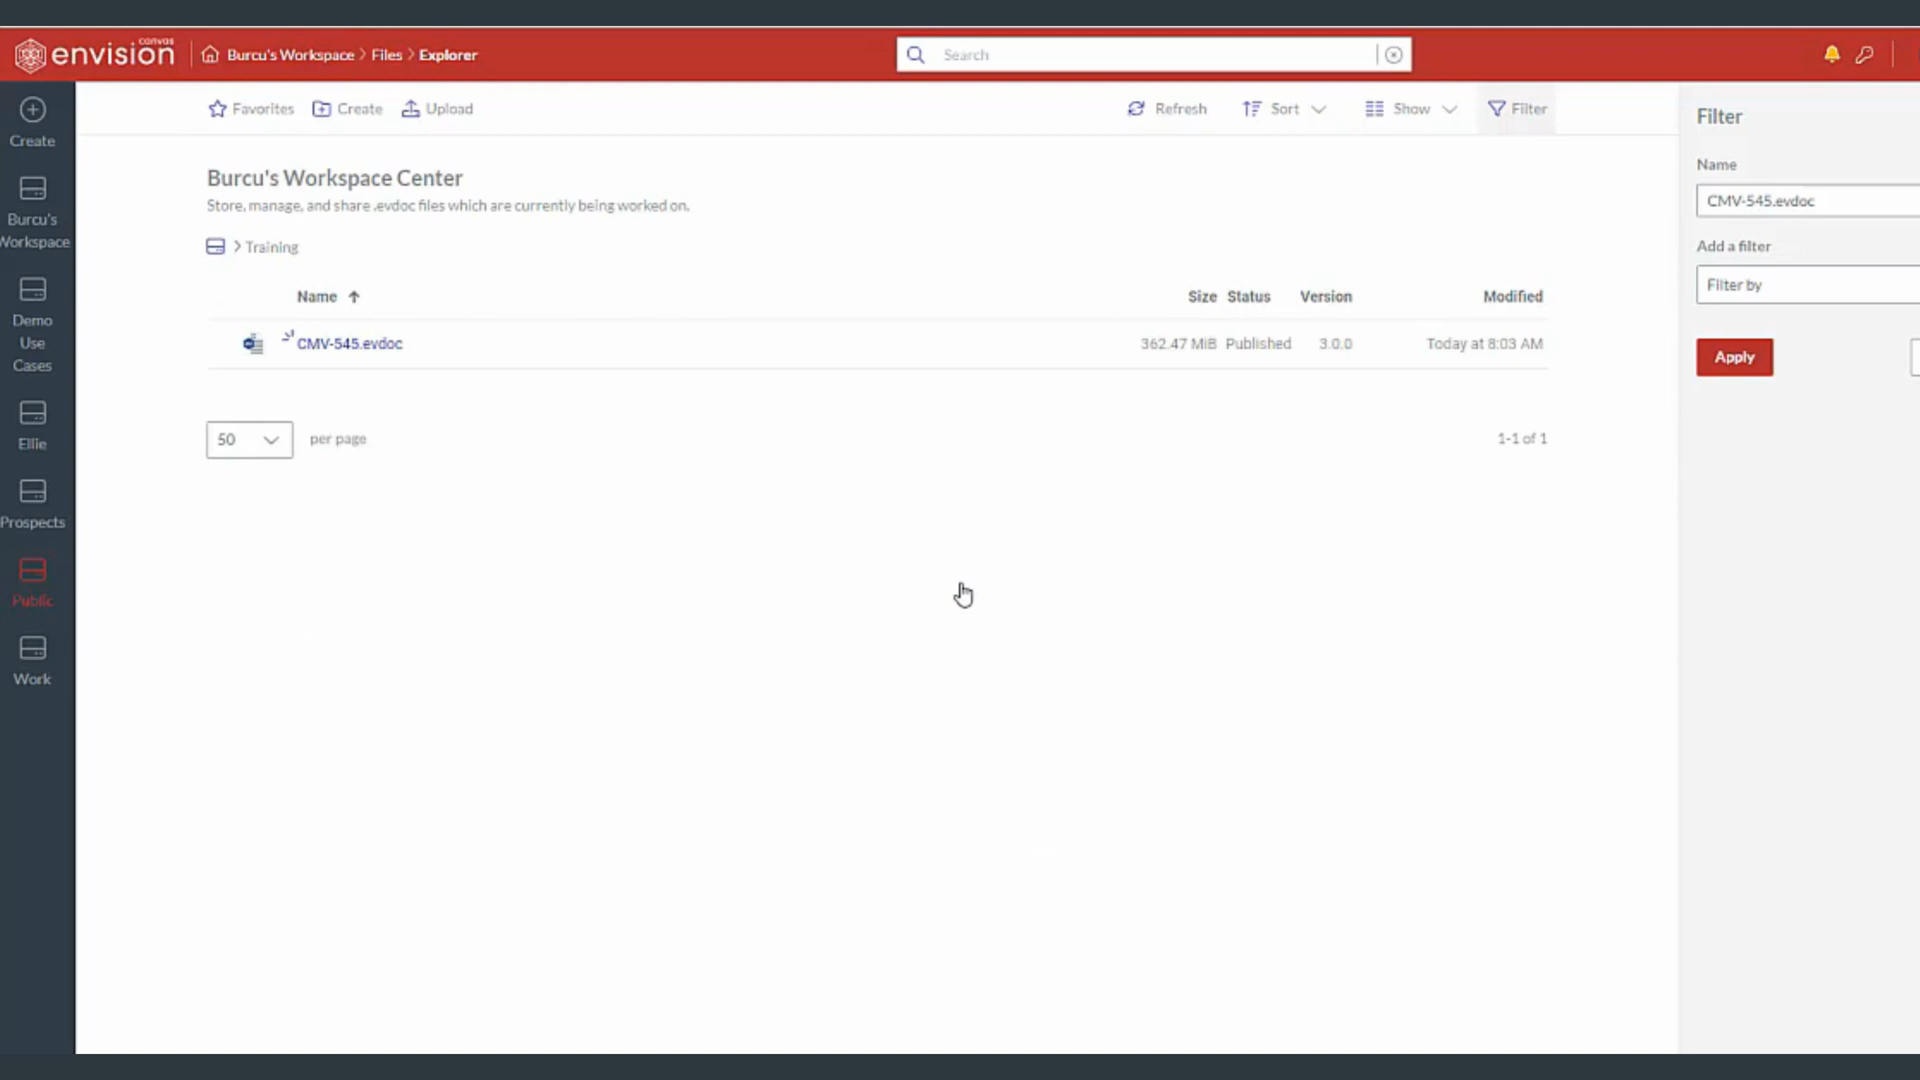 envision canvas
Burcu's Workspace > Files > Explorer
Search
Create
Burcu's
Workspace
Demo
Use
Cases
Ellie
Prospects
Public
Work
Favorites Create Upload
Refresh Sort Show Filter
Burcu's Workspace Center
Store, manage, and share .evdoc files which are currently being worked on.
> Training
Name Size Status Version Modified
CMV-545.evdoc 362.47 MiB Published 3.0.0 Today at 8:03 AM
50 per page 1-1 of 1
Filter
Name
CMV-545.evdoc
Add a filter
Filter by
Apply